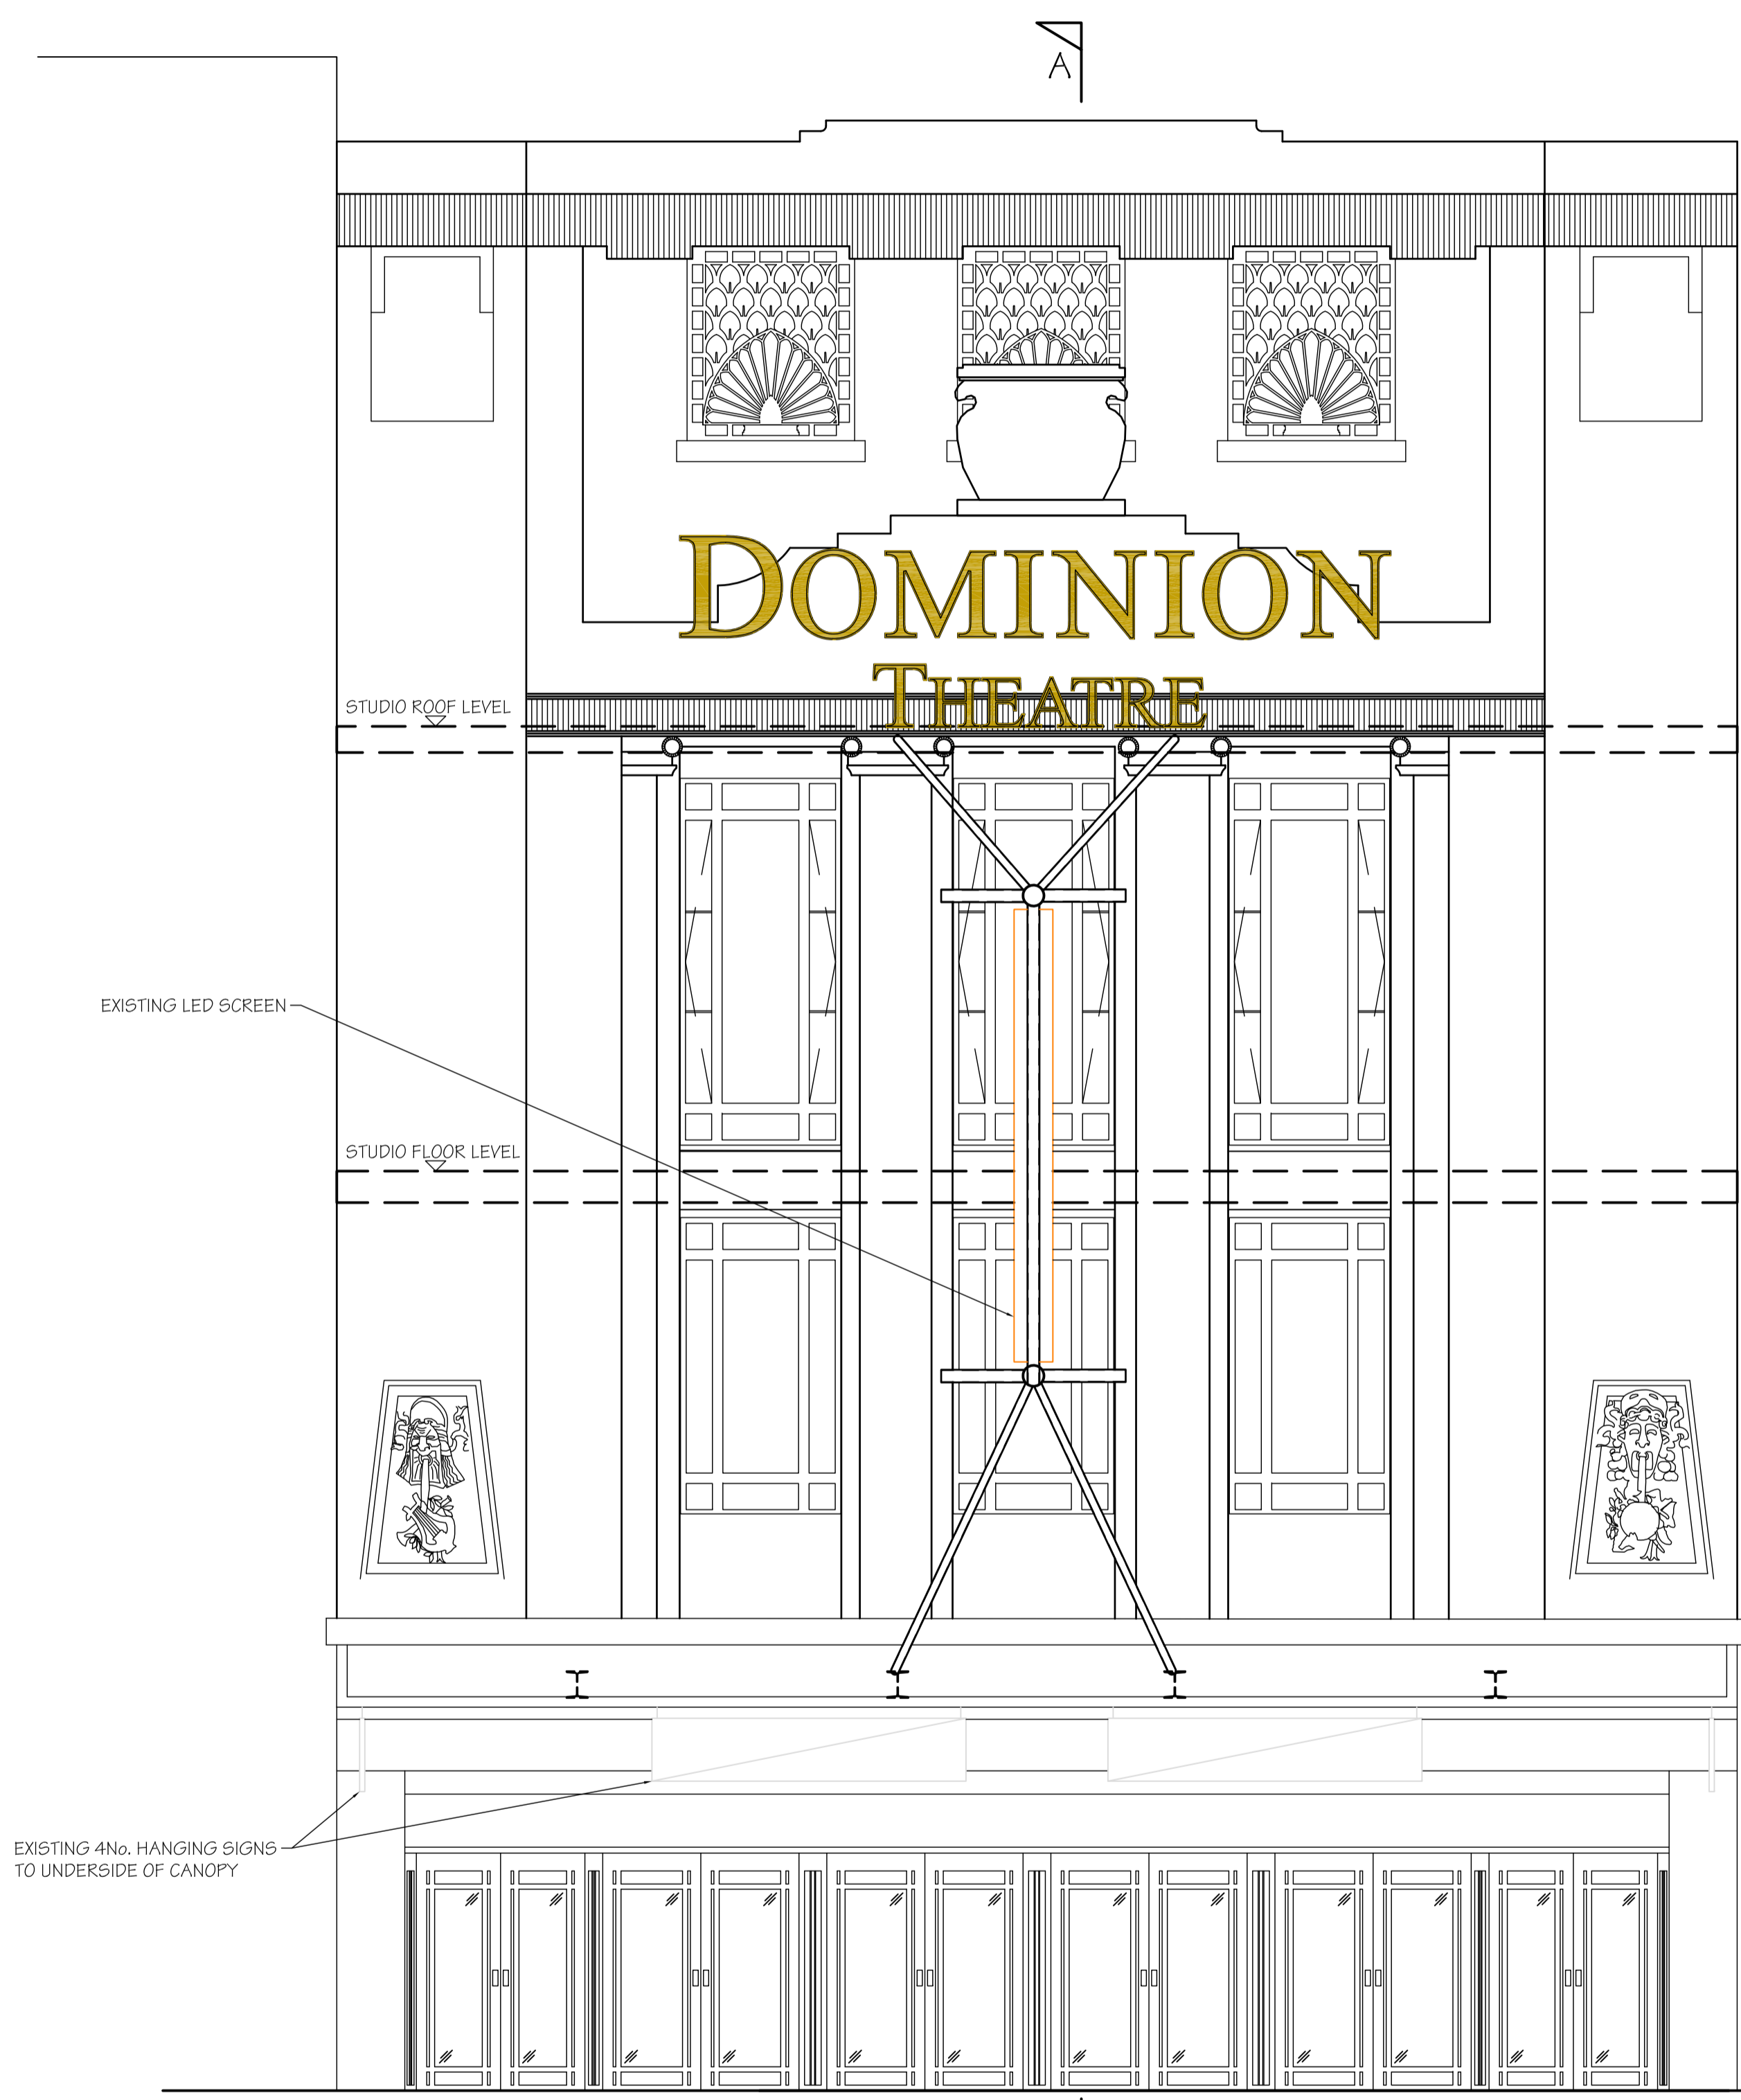 A
DOMINION
THEATRE
STUDIO ROOF LEVEL
EXISTING LED SCREEN
STUDIO FLOOR LEVEL
EXISTING 4No. HANGING SIGNS
TO UNDERSIDE OF CANOPY